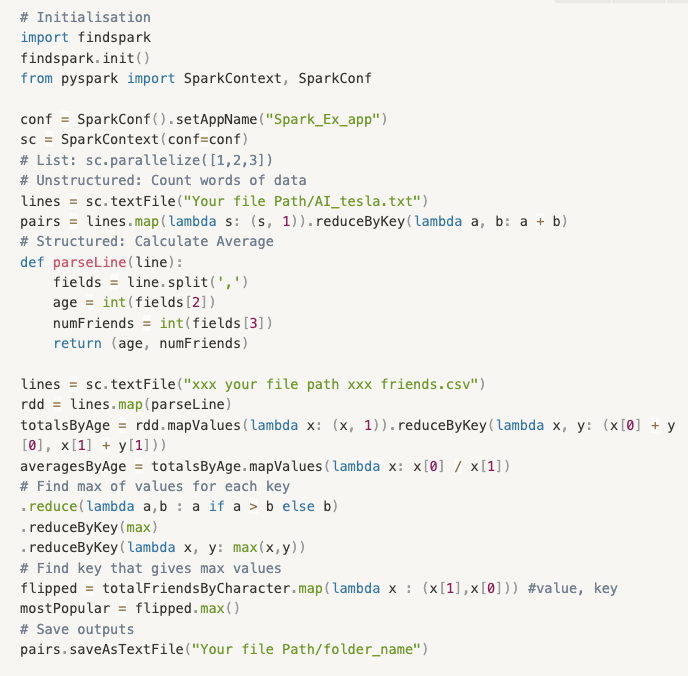 # Initialisation
import findspark
findspark.init()
from pyspark import SparkContext, SparkConf

conf = SparkConf().setAppName("Spark_Ex_app")
sc = SparkContext(conf=conf)
# List: sc.parallelize([1,2,3])
# Unstructured: Count words of data
lines = sc.textFile("Your file Path/AI_tesla.txt")
pairs = lines.map(lambda s: (s, 1)).reduceByKey(lambda a, b: a + b)
# Structured: Calculate Average
def parseLine(line):
    fields = line.split(',')
    age = int(fields[2])
    numFriends = int(fields[3])
    return (age, numFriends)

lines = sc.textFile("xxx your file path xxx friends.csv")
rdd = lines.map(parseLine)
totalsByAge = rdd.mapValues(lambda x: (x, 1)).reduceByKey(lambda x, y: (x[0] + y
[0], x[1] + y[1]))
averagesByAge = totalsByAge.mapValues(lambda x: x[0] / x[1])
# Find max of values for each key
.reduce(lambda a,b : a if a > b else b)
.reduceByKey(max)
.reduceByKey(lambda x, y: max(x,y))
# Find key that gives max values
flipped = totalFriendsByCharacter.map(lambda x : (x[1],x[0])) #value, key
mostPopular = flipped.max()
# Save outputs
pairs.saveAsTextFile("Your file Path/folder_name")